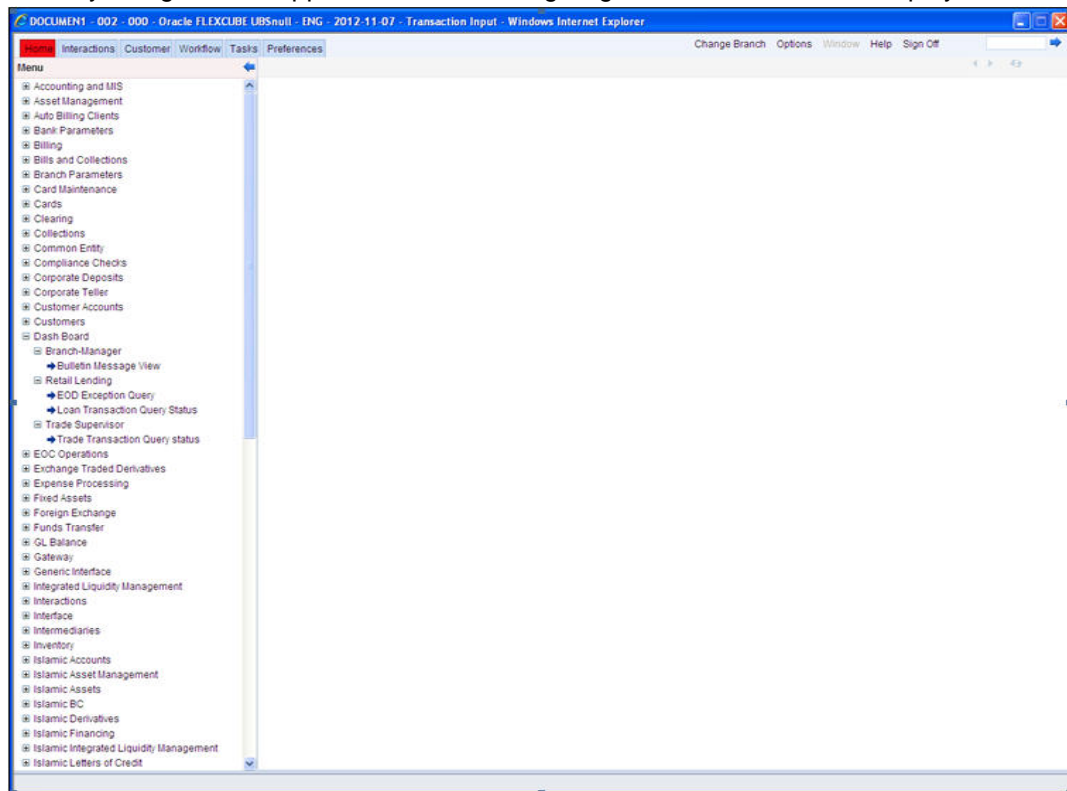 DOCUMEN1 - 002 - 000 - Oracle FLEXCUBE UBSnull - ENG - 2012-11-07 - Transaction Input - Windows Internet Explorer
Home Interactions Customer Workflow Tasks Preferences Change Branch Options Window Help Sign Off
Menu
Accounting and MIS
Asset Management
Auto Billing Clients
Bank Parameters
Billing
Bills and Collections
Branch Parameters
Card Maintenance
Cards
Clearing
Collections
Common Entity
Compliance Checks
Corporate Deposits
Corporate Teller
Customer Accounts
Customers
Dash Board
Branch-Manager
Bulletin Message View
Retail Lending
EOD Exception Query
Loan Transaction Query Status
Trade Supervisor
Trade Transaction Query status
EOC Operations
Exchange Traded Derivatives
Expense Processing
Fixed Assets
Foreign Exchange
Funds Transfer
GL Balance
Gateway
Generic Interface
Integrated Liquidity Management
Interactions
Interface
Intermediaries
Inventory
Islamic Accounts
Islamic Asset Management
Islamic Assets
Islamic BC
Islamic Derivatives
Islamic Financing
Islamic Integrated Liquidity Management
Islamic Letters of Credit